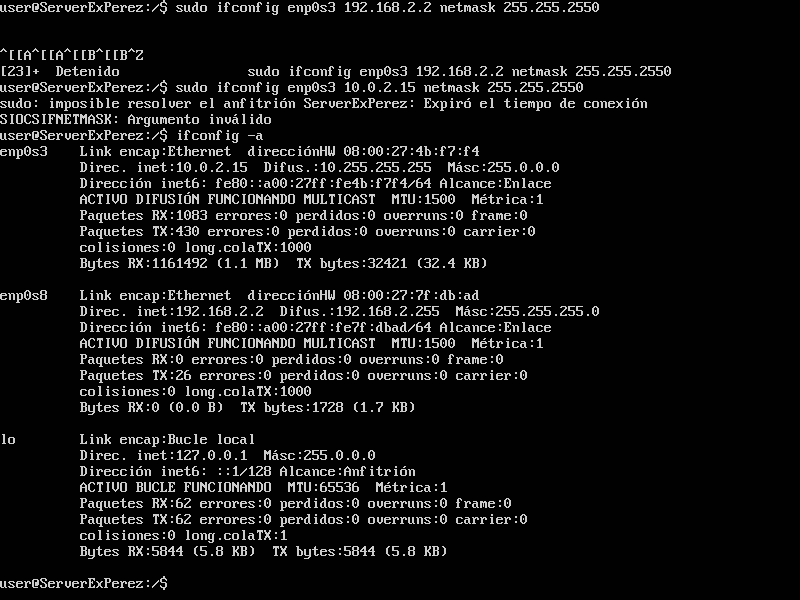 user@ServerExPerez:/$ sudo ifconfig enp0s3 192.168.2.2 netmask 255.255.2550
^[[A^[[A^[[B^[[B^Z
[23]+  Detenido                sudo ifconfig enp0s3 192.168.2.2 netmask 255.255.2550
user@ServerExPerez:/$ sudo ifconfig enp0s3 10.0.2.15 netmask 255.255.2550
sudo: imposible resolver el anfitrión ServerExPerez: Expiró el tiempo de conexión
SIOCSIFNETMASK: Argumento inválido
user@ServerExPerez:/$ ifconfig -a
enp0s3    Link encap:Ethernet  direcciónHW 08:00:27:4b:f7:f4
          Direc. inet:10.0.2.15  Difus.:10.255.255.255  Másc:255.0.0.0
          Dirección inet6: fe80::a00:27ff:fe4b:f7f4/64 Alcance:Enlace
          ACTIVO DIFUSIÓN FUNCIONANDO MULTICAST  MTU:1500  Métrica:1
          Paquetes RX:1083 errores:0 perdidos:0 overruns:0 frame:0
          Paquetes TX:430 errores:0 perdidos:0 overruns:0 carrier:0
          colisiones:0 long.colaTX:1000
          Bytes RX:1161492 (1.1 MB)  TX bytes:32421 (32.4 KB)
enp0s8    Link encap:Ethernet  direcciónHW 08:00:27:7f:db:ad
          Direc. inet:192.168.2.2  Difus.:192.168.2.255  Másc:255.255.255.0
          Dirección inet6: fe80::a00:27ff:fe7f:dbad/64 Alcance:Enlace
          ACTIVO DIFUSIÓN FUNCIONANDO MULTICAST  MTU:1500  Métrica:1
          Paquetes RX:0 errores:0 perdidos:0 overruns:0 frame:0
          Paquetes TX:26 errores:0 perdidos:0 overruns:0 carrier:0
          colisiones:0 long.colaTX:1000
          Bytes RX:0 (0.0 B)  TX bytes:1728 (1.7 KB)
lo        Link encap:Bucle local
          Direc. inet:127.0.0.1  Másc:255.0.0.0
          Dirección inet6: ::1/128 Alcance:Anfitrión
          ACTIVO BUCLE FUNCIONANDO  MTU:65536  Métrica:1
          Paquetes RX:62 errores:0 perdidos:0 overruns:0 frame:0
          Paquetes TX:62 errores:0 perdidos:0 overruns:0 carrier:0
          colisiones:0 long.colaTX:1
          Bytes RX:5844 (5.8 KB)  TX bytes:5844 (5.8 KB)
user@ServerExPerez:/$